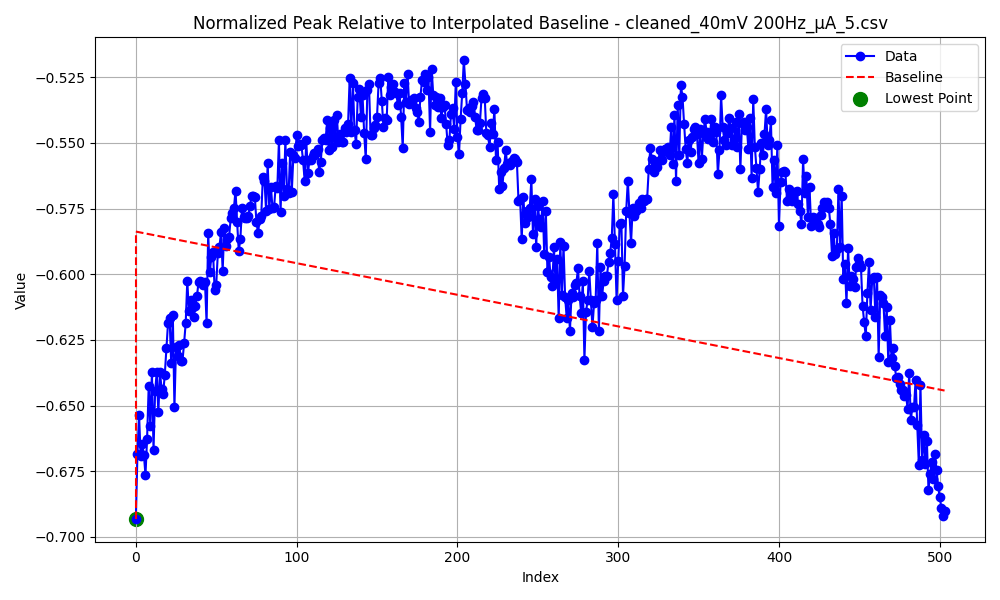 Normalized Peak Relative to Interpolated Baseline - cleaned_40mV 200Hz_μA_5.csv
Data
Baseline
Lowest Point
Value
−0.525
−0.550
−0.575
−0.600
−0.625
−0.650
−0.675
−0.700
0 100 200 300 400 500
Index